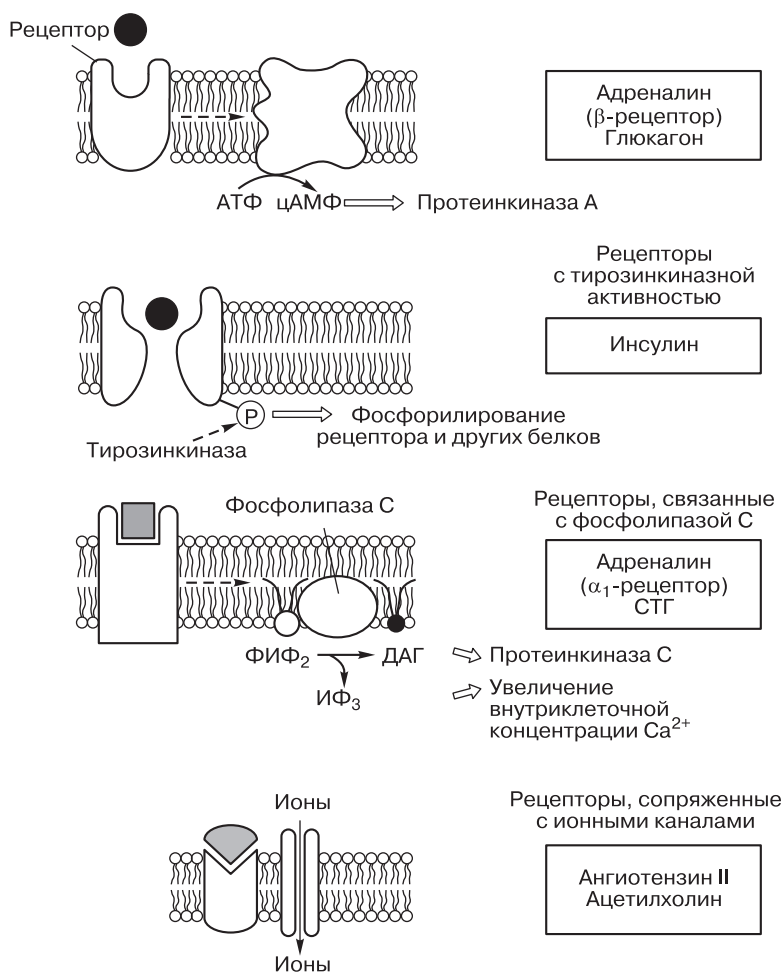 Рецептор
Адреналин
(β-рецептор)
Глюкагон
АТФ цАМФ Протеинкиназа А
Рецепторы
с тирозинкиназной
активностью
Инсулин
P
Фосфорилирование
рецептора и других белков
Тирозинкиназа
Фосфолипаза С
Рецепторы, связанные
с фосфолипазой С
Адреналин
(α₁-рецептор)
СТГ
ФИФ₂ ДАГ Протеинкиназа С
ИФ₃
Увеличение
внутриклеточной
концентрации Ca²⁺
Ионы
Рецепторы, сопряженные
с ионными каналами
Ангиотензин II
Ацетилхолин
Ионы